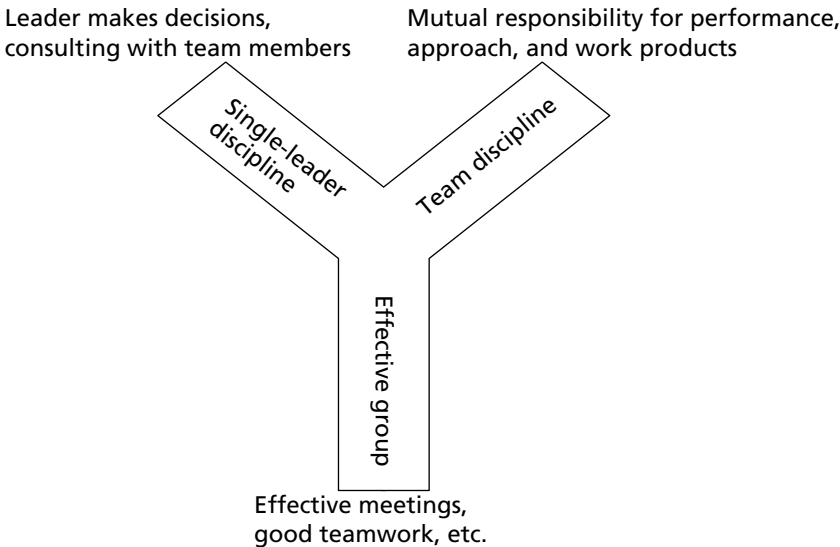 Leader makes decisions,
consulting with team members
Mutual responsibility for performance,
approach, and work products
Single-leader
discipline
Team discipline
Effective group
Effective meetings,
good teamwork, etc.